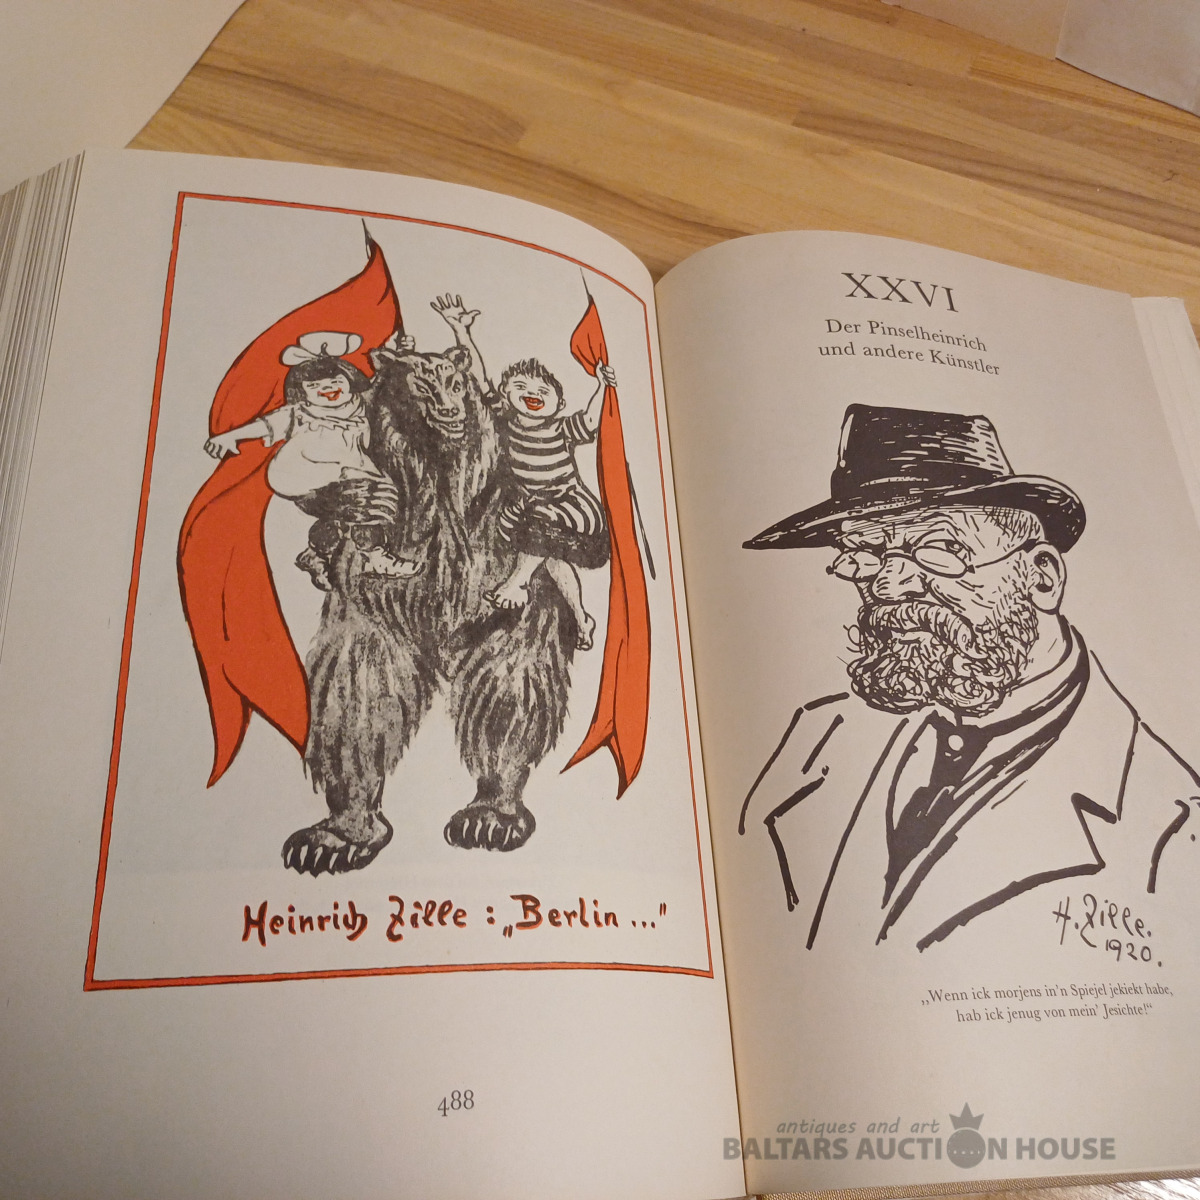 Heinrich Zille: „Berlin..."
488
XXVI
Der Pinselheinrich
und andere Künstler
H. Zille.
1920.
„Wenn ick morjens in'n Spiejel jekiekt habe,
hab ick jenug von mein' Jesichte!“
antiques and art
BALTARS AUCTION HOUSE